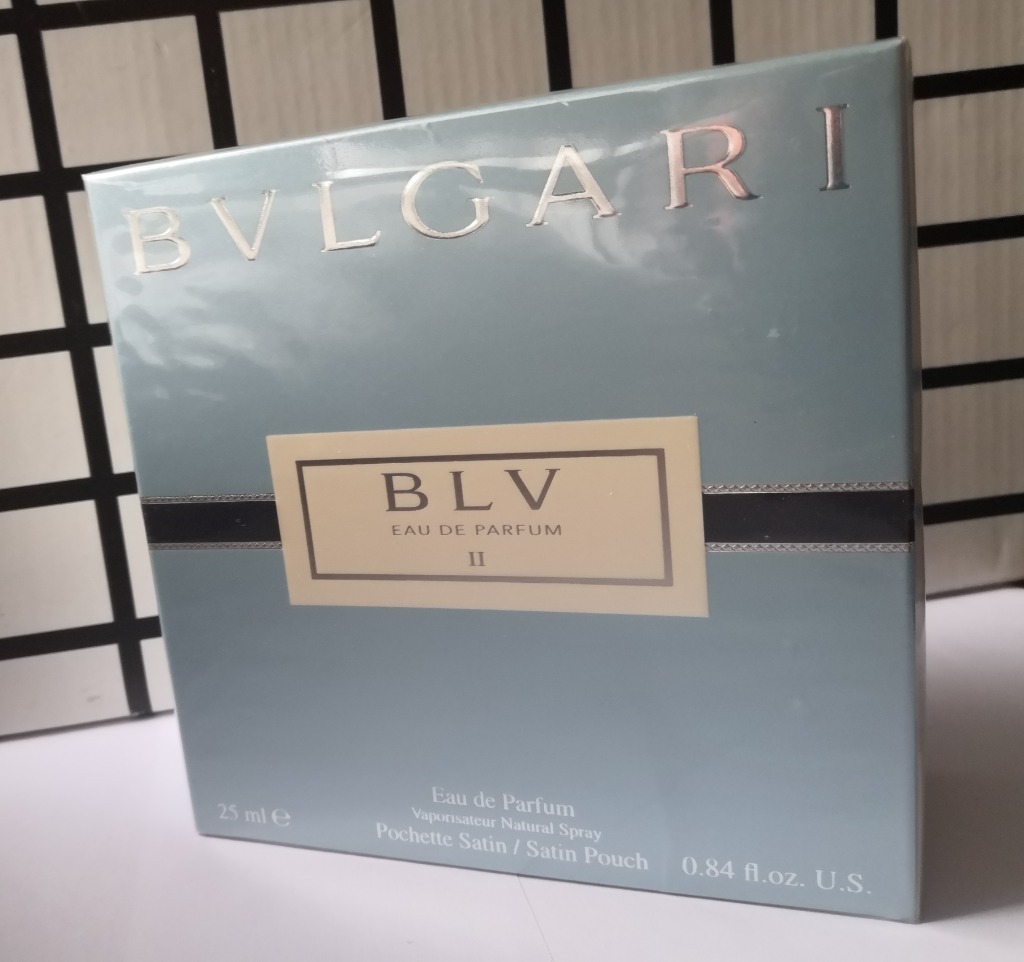 BVLGARI
BLV
EAU DE PARFUM
II
Eau de Parfum
Vaporisateur Natural Spray
Pochette Satin / Satin Pouch
25 ml ℮
0.84 fl.oz. U.S.